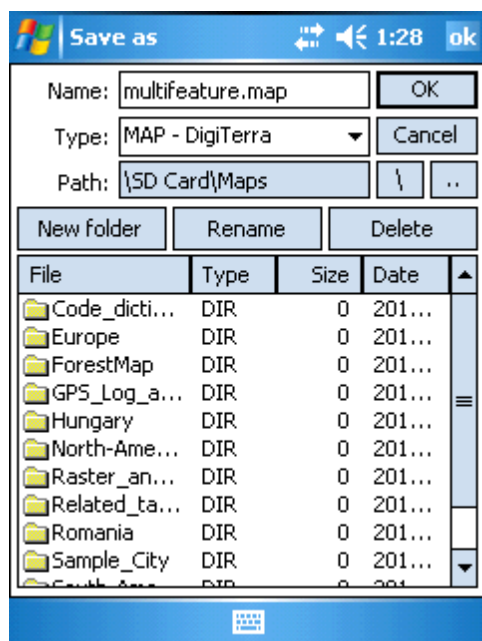 Save as 1:28 ok
Name: multifeature.map OK
Type: MAP - DigiTerra Cancel
Path: \SD Card\Maps \ ..
New folder Rename Delete
File Type Size Date
Code_dicti... DIR 0 201...
Europe DIR 0 201...
ForestMap DIR 0 201...
GPS_Log_a... DIR 0 201...
Hungary DIR 0 201...
North-Ame... DIR 0 201...
Raster_an... DIR 0 201...
Related_ta... DIR 0 201...
Romania DIR 0 201...
Sample_City DIR 0 201...